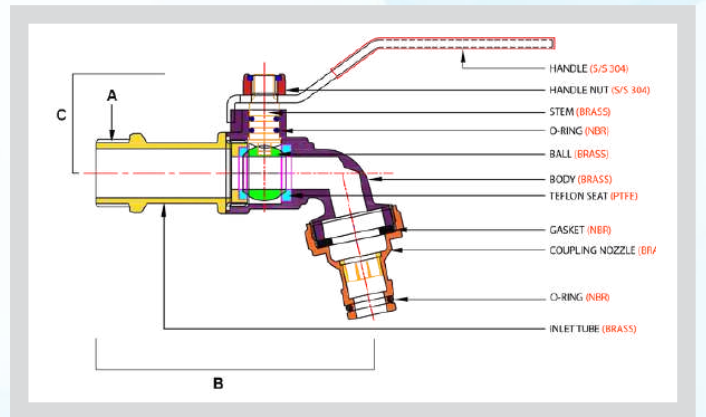 HANDLE (S/S 304)
C
A
HANDLE NUT (S/S 304)
STEM (BRASS)
O-RING (NBR)
BALL (BRASS)
BODY (BRASS)
TEFLON SEAT (PTFE)
GASKET (NBR)
COUPLING NOZZLE (BRA
O-RING (NBR)
INLET TUBE (BRASS)
B